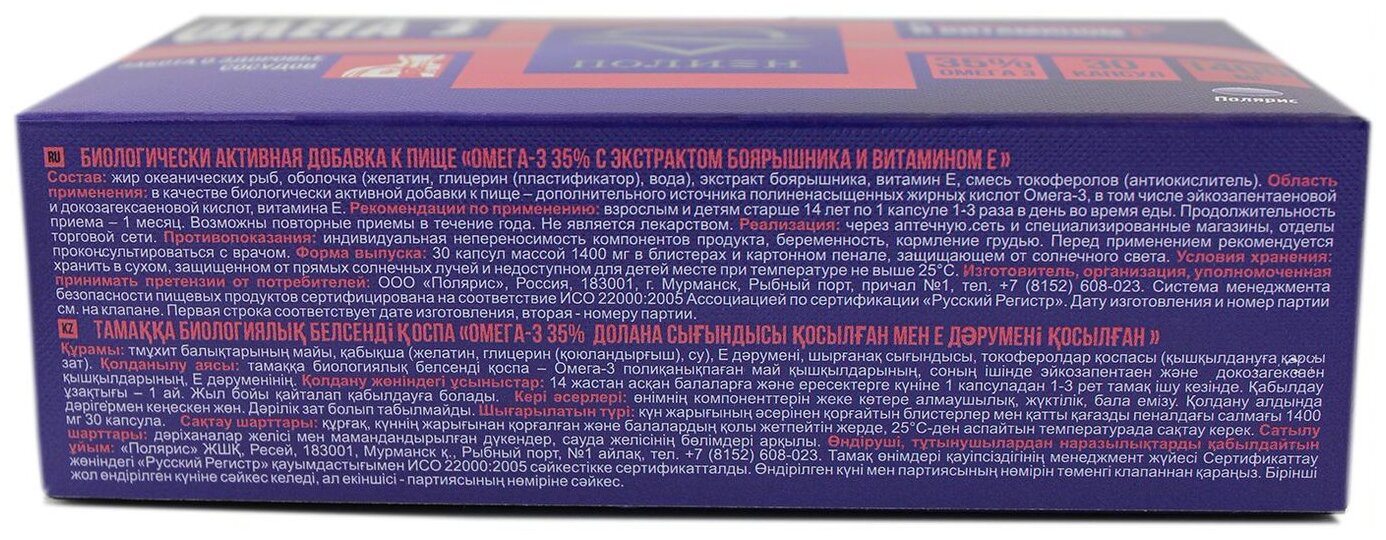 ОМЕГА 3
И ВИТАМИНОМ Е
ЗАБОТА О ЗДОРОВЬЕ
СОСУДОВ
ПОЛИЕН
35%
ОМЕГА 3
30
КАПСУЛ
1400
Полярис
RU БИОЛОГИЧЕСКИ АКТИВНАЯ ДОБАВКА К ПИЩЕ «ОМЕГА-3 35% С ЭКСТРАКТОМ БОЯРЫШНИКА И ВИТАМИНОМ Е»
Состав: жир океанических рыб, оболочка (желатин, глицерин (пластификатор), вода), экстракт боярышника, витамин Е, смесь токоферолов (антиокислитель). Область
применения: в качестве биологически активной добавки к пище – дополнительного источника полиненасыщенных жирных кислот Омега-3, в том числе эйкозапентаеновой
и докозагексаеновой кислот, витамина Е. Рекомендации по применению: взрослым и детям старше 14 лет по 1 капсуле 1-3 раза в день во время еды. Продолжительность
приема – 1 месяц. Возможны повторные приемы в течение года. Не является лекарством. Реализация: через аптечную.сеть и специализированные магазины, отделы
торговой сети. Противопоказания: индивидуальная непереносимость компонентов продукта, беременность, кормление грудью. Перед применением рекомендуется
проконсультироваться с врачом. Форма выпуска: 30 капсул массой 1400 мг в блистерах и картонном пенале, защищающем от солнечного света. Условия хранения:
хранить в сухом, защищенном от прямых солнечных лучей и недоступном для детей месте при температуре не выше 25°С. Изготовитель, организация, уполномоченная
принимать претензии от потребителей: ООО «Полярис», Россия, 183001, г. Мурманск, Рыбный порт, причал №1, тел. +7 (8152) 608-023. Система менеджмента
безопасности пищевых продуктов сертифицирована на соответствие ИСО 22000:2005 Ассоциацией по сертификации «Русский Регистр». Дату изготовления и номер партии
см. на клапане. Первая строка соответствует дате изготовления, вторая - номеру партии.
KZ ТАМАҚҚА БИОЛОГИЯЛЫҚ БЕЛСЕНДі ҚОСПА «ОМЕГА-3 35% ДОЛАНА СЫҒЫНДЫСЫ ҚОСЫЛҒАН МЕН Е ДӘРУМЕНі ҚОСЫЛҒАН»
Құрамы: тмұхит балықтарының майы, қабықша (желатин, глицерин (қоюландырғыш), су), Е дәрумені, шырғанақ сығындысы, токоферолдар қоспасы (қышқылдануға қарсы
зат). Қолданылу аясы: тамаққа биологиялық белсенді қоспа – Омега-3 полиқанықпаған май қышқылдарының, соның ішінде эйкозапентаен және докозагексаен
қышқылдарының, Е дәруменінің. Қолдану жөніндегі ұсыныстар: 14 жастан асқан балаларға және ересектерге күніне 1 капсуладан 1-3 рет тамақ ішу кезінде. Қабылдау
ұзақтығы – 1 ай. Жыл бойы қайталап қабылдауға болады. Кері әсерлері: өнімнің компоненттерін жеке көтере алмаушылық, жүктілік, бала емізу. Қолдану алдында
дәрігермен кеңескен жөн. Дәрілік зат болып табылмайды. Шығарылатын түрі: күн жарығының әсерінен қорғайтын блистерлер мен қатты қағазды пеналдағы салмағы 1400
мг 30 капсула. Сақтау шарттары: құрғақ, күннің жарығынан қорғалған және балалардың қолы жетпейтін жерде, 25°С-ден аспайтын температурада сақтау керек. Сатылу
шарттары: дәріханалар желісі мен мамандандырылған дүкендер, сауда желісінің бөлімдері арқылы. Өндіруші, тутынушылардан наразылықтарды қабылдайтын
ұйым: «Полярис» ЖШҚ, Ресей, 183001, Мурманск қ., Рыбный порт, №1 айлақ, тел. +7 (8152) 608-023. Тамақ өнімдері қауіпсіздігінің менеджмент жүйесі Сертификаттау
жөніндегі «Русский Регистр» қауымдастығымен ИСО 22000:2005 сәйкестікке сертификатталды. Өндірілген күні мен партиясының нөмірін төменгі клапаннан қараңыз. Бірінші
жол өндірілген күніне сәйкес келеді, ал екіншісі - партиясының нөміріне сәйкес.